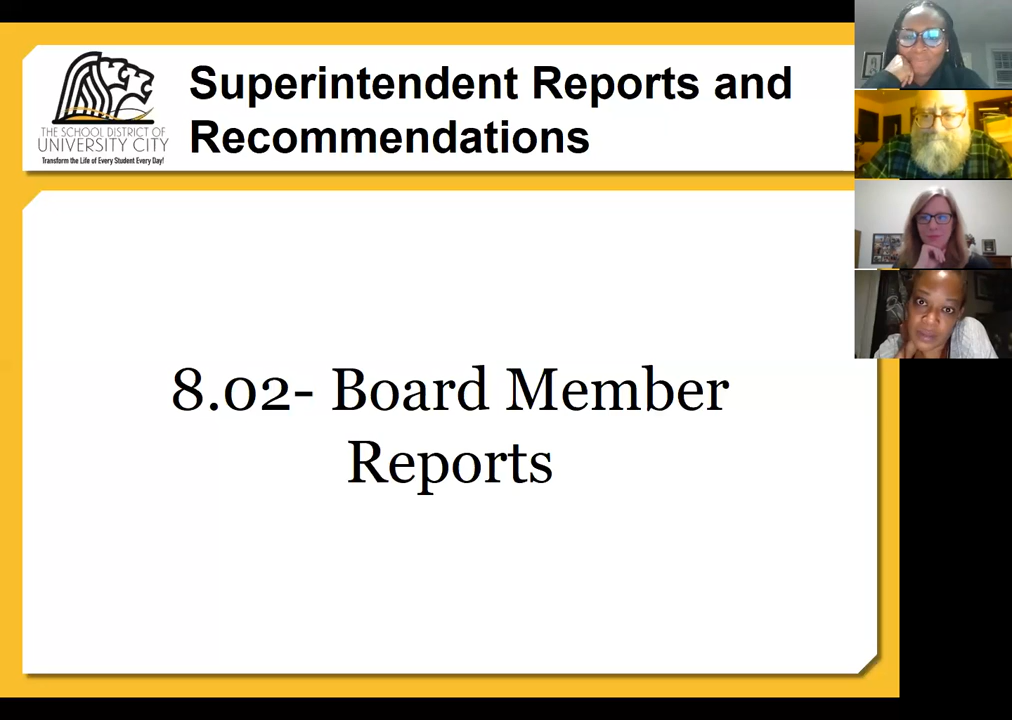 Superintendent Reports and
Recommendations
THE SCHOOL DISTRICT OF
UNIVERSITY CITY
Transform the Life of Every Student Every Day!
8.02- Board Member
Reports